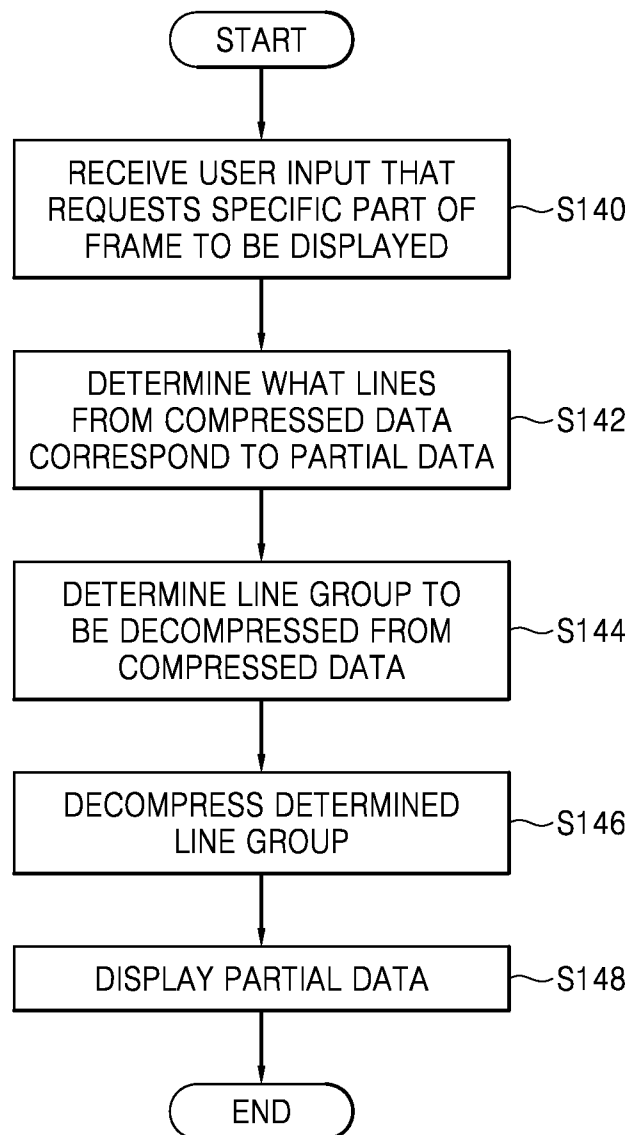 START
RECEIVE USER INPUT THAT
REQUESTS SPECIFIC PART OF
FRAME TO BE DISPLAYED
S140
DETERMINE WHAT LINES
FROM COMPRESSED DATA
CORRESPOND TO PARTIAL DATA
S142
DETERMINE LINE GROUP TO
BE DECOMPRESSED FROM
COMPRESSED DATA
S144
DECOMPRESS DETERMINED
LINE GROUP
S146
DISPLAY PARTIAL DATA
S148
END